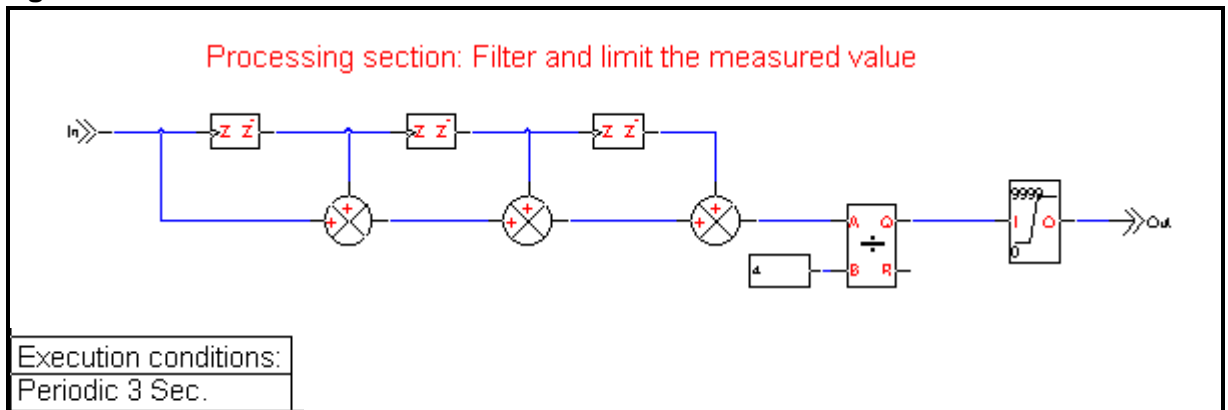 Processing section: Filter and limit the measured value
In
Z Z-
Z Z-
Z Z-
+
+
+
+
+
+
A Q
÷
B R
4
9999
I O
0
Out
Execution conditions:
Periodic 3 Sec.